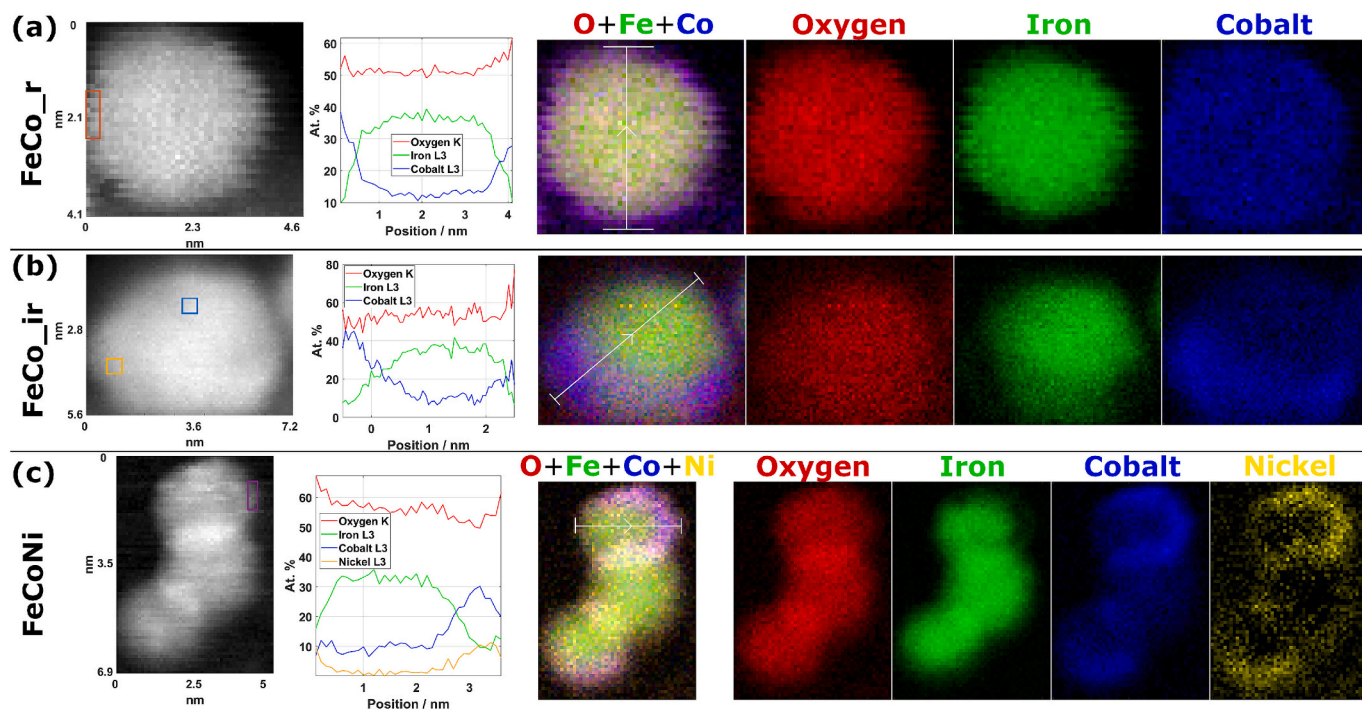 (a)
FeCo_r
0
nm
2.1
4.1
0
2.3
4.6
nm
At. %
60
50
40
30
20
10
Oxygen K
Iron L3
Cobalt L3
1
2
3
4
Position / nm
O+Fe+Co
Oxygen
Iron
Cobalt
(b)
FeCo_ir
nm
2.8
5.6
0
3.6
7.2
nm
At. %
80
60
40
20
0
Oxygen K
Iron L3
Cobalt L3
0
1
2
Position / nm
(c)
FeCoNi
0
nm
3.5
6.9
0
2.5
5
nm
At. %
60
50
40
30
20
10
Oxygen K
Iron L3
Cobalt L3
Nickel L3
1
2
3
Position / nm
O+Fe+Co+Ni
Oxygen
Iron
Cobalt
Nickel